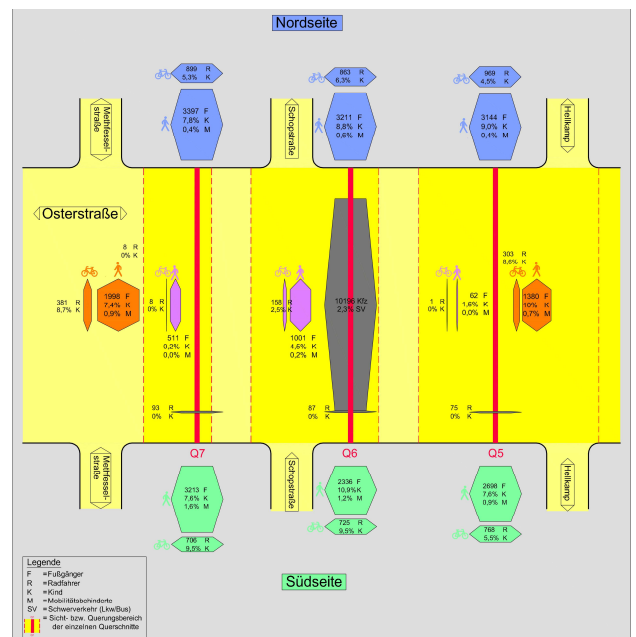 Nordseite
899 R
5.3% K
863 R
6,3% K
969 R
4,5% K
3397 F
7,8% K
0,4% M
3211 F
8,8% K
0,6% M
3144 F
9,0% K
0,4% M
Methfessel-
straße
Schopstraße
Hellkamp
Osterstraße
8 R
0% K
381 R
8,7% K
1998 F
7,4% K
0,9% M
8 R
0% K
511 F
0,2% K
0,0% M
158 R
2,5% K
1001 F
4,6% K
0,2% M
10196 Kfz
2,3% SV
1 R
0% K
62 F
1,6% K
0,0% M
303 R
6,6% K
1380 F
10% K
0,7% M
93 R
0% K
87 R
0% K
75 R
0% K
Q7
Q6
Q5
Methfessel-
straße
Schopstraße
Hellkamp
3213 F
7,6% K
1,6% M
2336 F
10,9% K
1,2% M
2698 F
7,6% K
0,9% M
706 R
9,5% K
725 R
9,5% K
768 R
5,5% K
Südseite
Legende
F =Fußgänger
R =Radfahrer
K =Kind
M =Mobilitätsbehinderte
SV =Schwerverkehr (Lkw/Bus)
= Sicht- bzw. Querungsbereich
der einzelnen Querschnitte